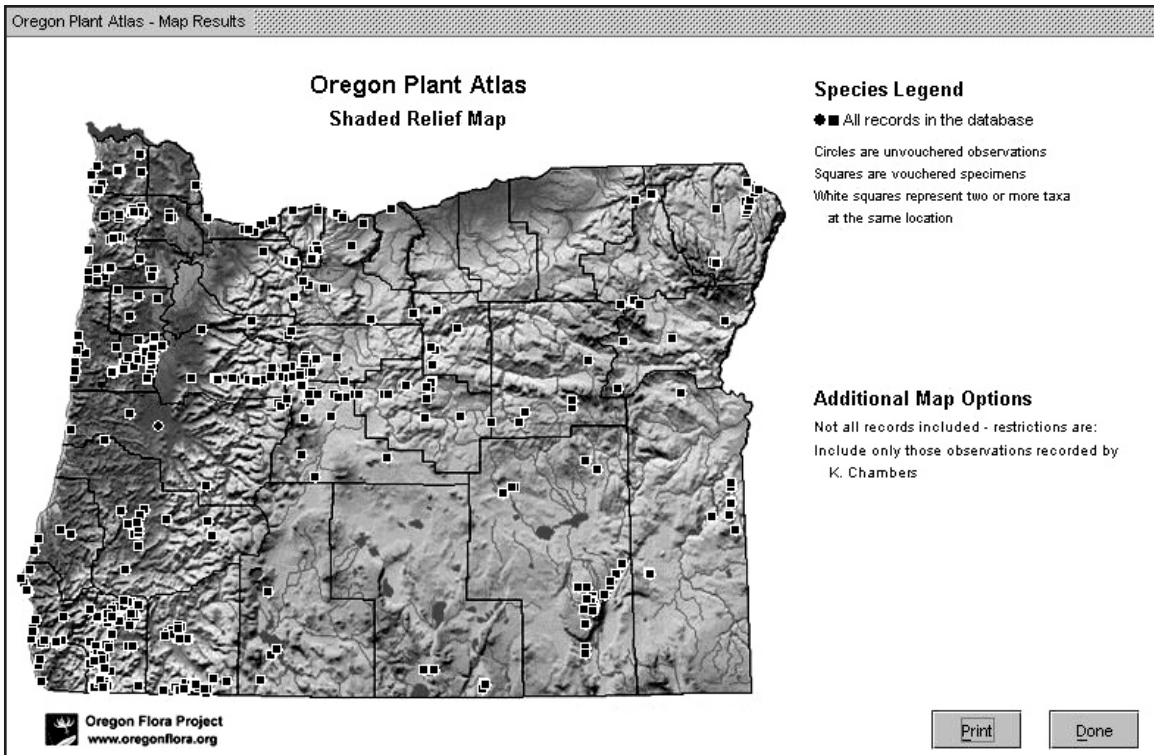 Oregon Plant Atlas - Map Results
Oregon Plant Atlas
Shaded Relief Map
Species Legend
All records in the database
Circles are unvouchered observations
Squares are vouchered specimens
White squares represent two or more taxa
at the same location
Additional Map Options
Not all records included - restrictions are:
Include only those observations recorded by
K. Chambers
Oregon Flora Project
www.oregonflora.org
Print
Done